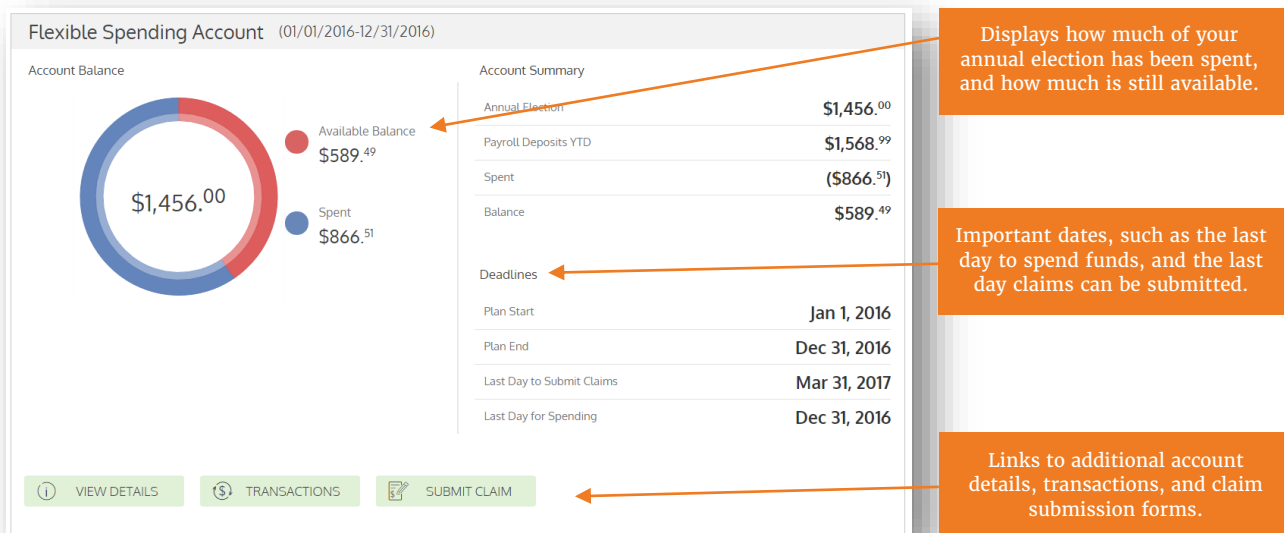 Flexible Spending Account (01/01/2016-12/31/2016)
Account Balance
$1,456.00
Available Balance
$589.49
Spent
$866.51
Account Summary
Annual Election $1,456.00
Payroll Deposits YTD $1,568.99
Spent ($866.51)
Balance $589.49
Deadlines
Plan Start Jan 1, 2016
Plan End Dec 31, 2016
Last Day to Submit Claims Mar 31, 2017
Last Day for Spending Dec 31, 2016
VIEW DETAILS
TRANSACTIONS
SUBMIT CLAIM
Displays how much of your
annual election has been spent,
and how much is still available.
Important dates, such as the last
day to spend funds, and the last
day claims can be submitted.
Links to additional account
details, transactions, and claim
submission forms.